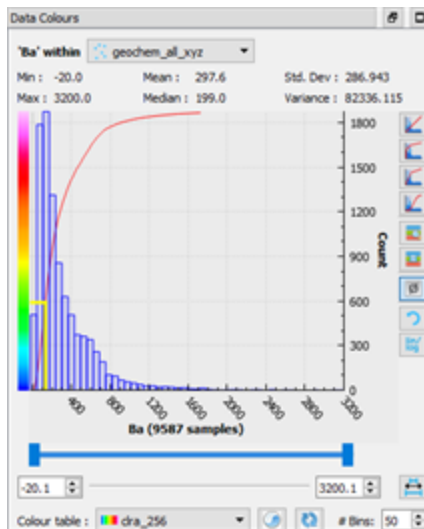 Data Colours
'Ba' within geochem_all_xyz
Min : -20.0 Mean : 297.6 Std. Dev : 286.943
Max : 3200.0 Median : 199.0 Variance : 82336.115
1800
1500
1200
900
600
300
0
Count
400 800 1200 1600 2000 2400 2800 3200
Ba (9587 samples)
-20.1 3200.1
Colour table : dra_256 # Bins: 50